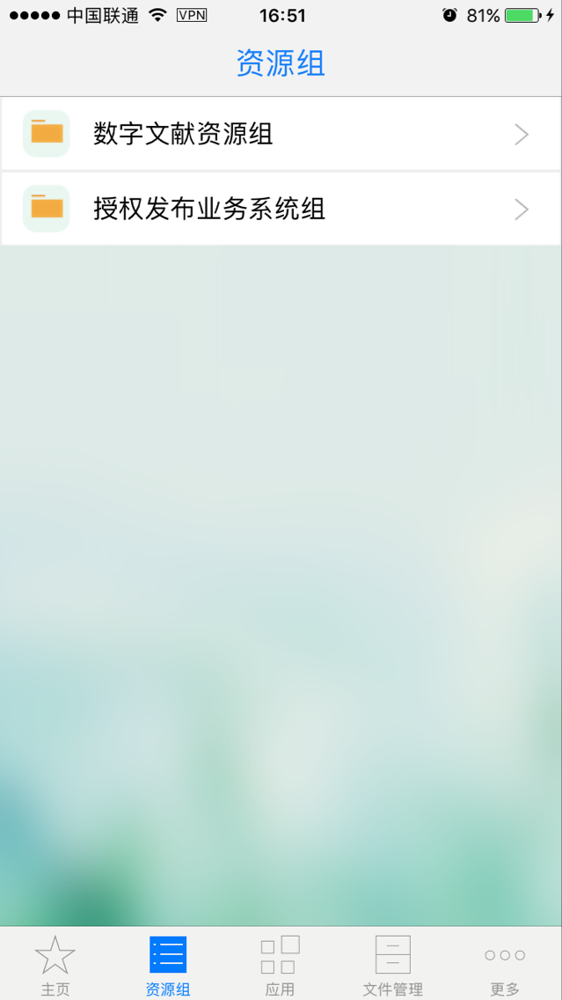 中国联通 VPN 16:51 81%
资源组
数字文献资源组
授权发布业务系统组
主页 资源组 应用 文件管理 更多